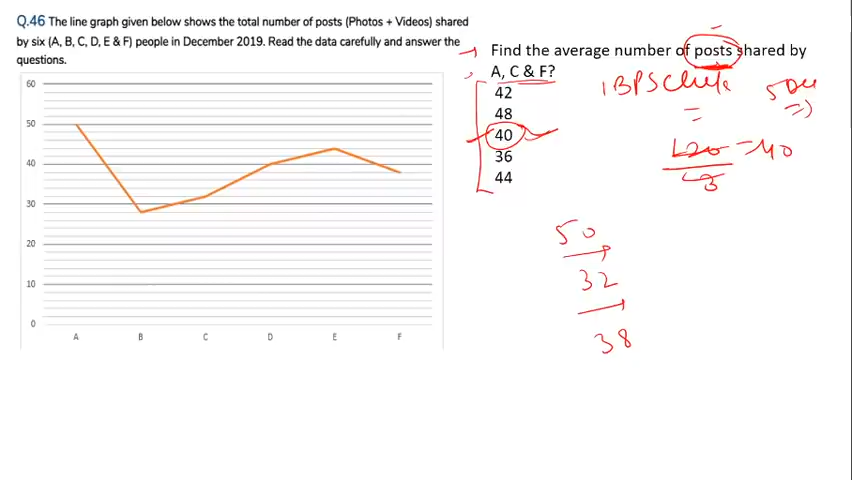 Q.46 The line graph given below shows the total number of posts (Photos + Videos) shared
by six (A, B, C, D, E & F) people in December 2019. Read the data carefully and answer the
questions.
60
50
40
30
20
10
0
A B C D E F
Find the average number of posts shared by
A, C & F?
42
48
40
36
44
IBPS Clerk
=
=>
120 = 40
3
50
32
38